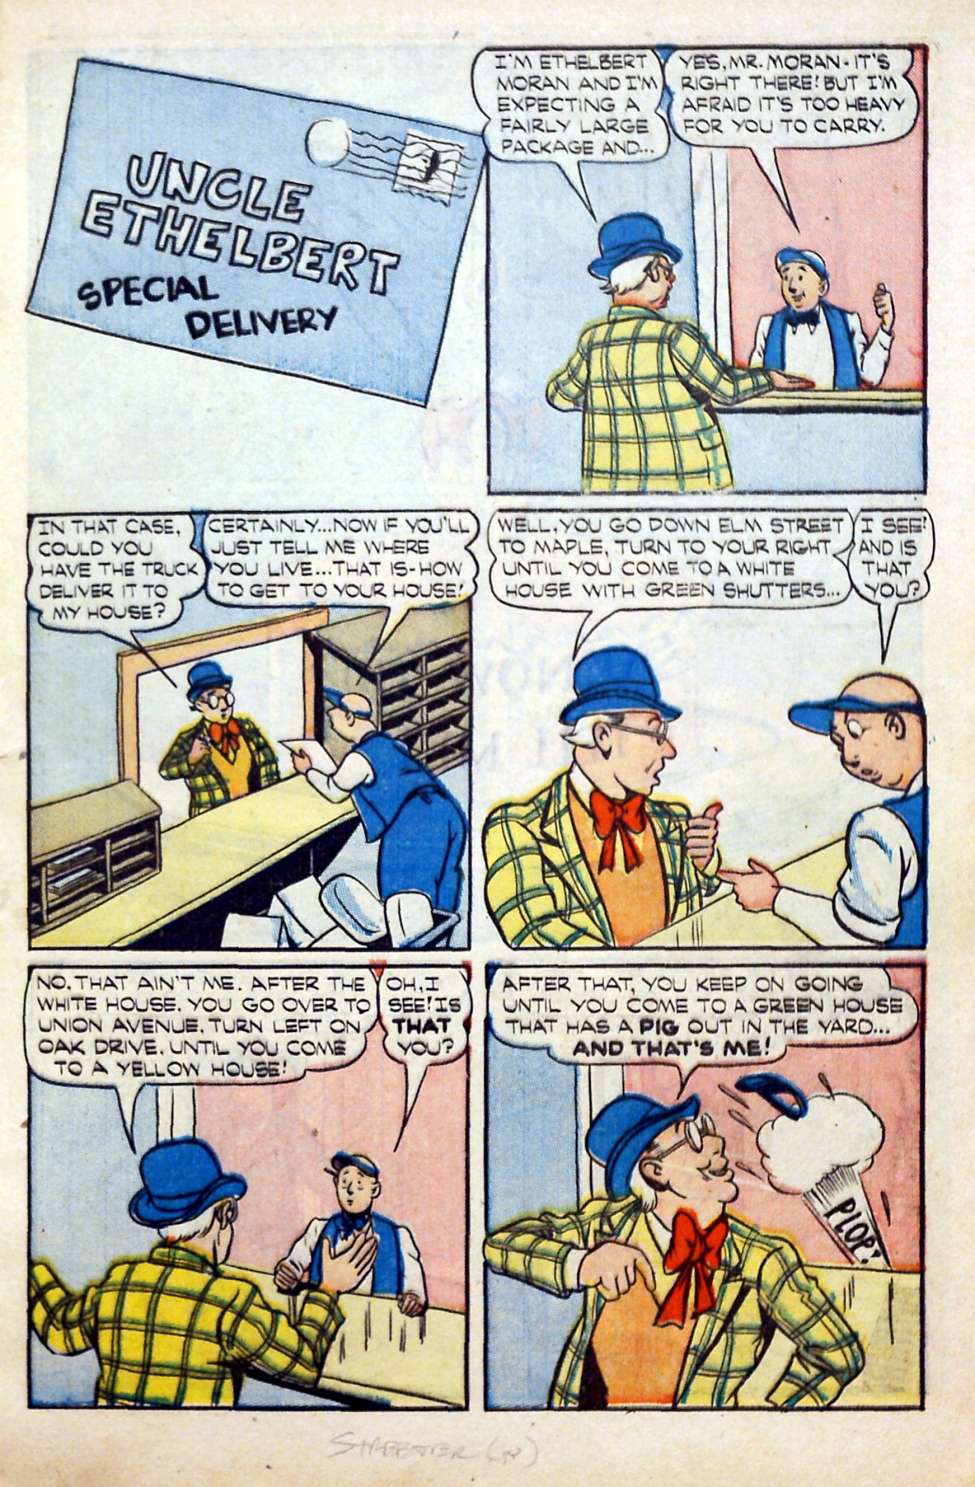 UNCLE
ETHELBERT
SPECIAL
DELIVERY
I'M ETHELBERT
MORAN AND I'M
EXPECTING A
FAIRLY LARGE
PACKAGE AND...
YES, MR. MORAN - IT'S
RIGHT THERE! BUT I'M
AFRAID IT'S TOO HEAVY
FOR YOU TO CARRY.
IN THAT CASE,
COULD YOU
HAVE THE TRUCK
DELIVER IT TO
MY HOUSE?
CERTAINLY...NOW IF YOU'LL
JUST TELL ME WHERE
YOU LIVE...THAT IS-HOW
TO GET TO YOUR HOUSE!
WELL, YOU GO DOWN ELM STREET
TO MAPLE, TURN TO YOUR RIGHT
UNTIL YOU COME TO A WHITE
HOUSE WITH GREEN SHUTTERS...
I SEE!
AND IS
THAT
YOU?
NO. THAT AIN'T ME. AFTER THE
WHITE HOUSE. YOU GO OVER TO
UNION AVENUE. TURN LEFT ON
OAK DRIVE. UNTIL YOU COME
TO A YELLOW HOUSE!
OH, I
SEE! IS
THAT
YOU?
AFTER THAT, YOU KEEP ON GOING
UNTIL YOU COME TO A GREEN HOUSE
THAT HAS A PIG OUT IN THE YARD...
AND THAT'S ME!
PLOP!